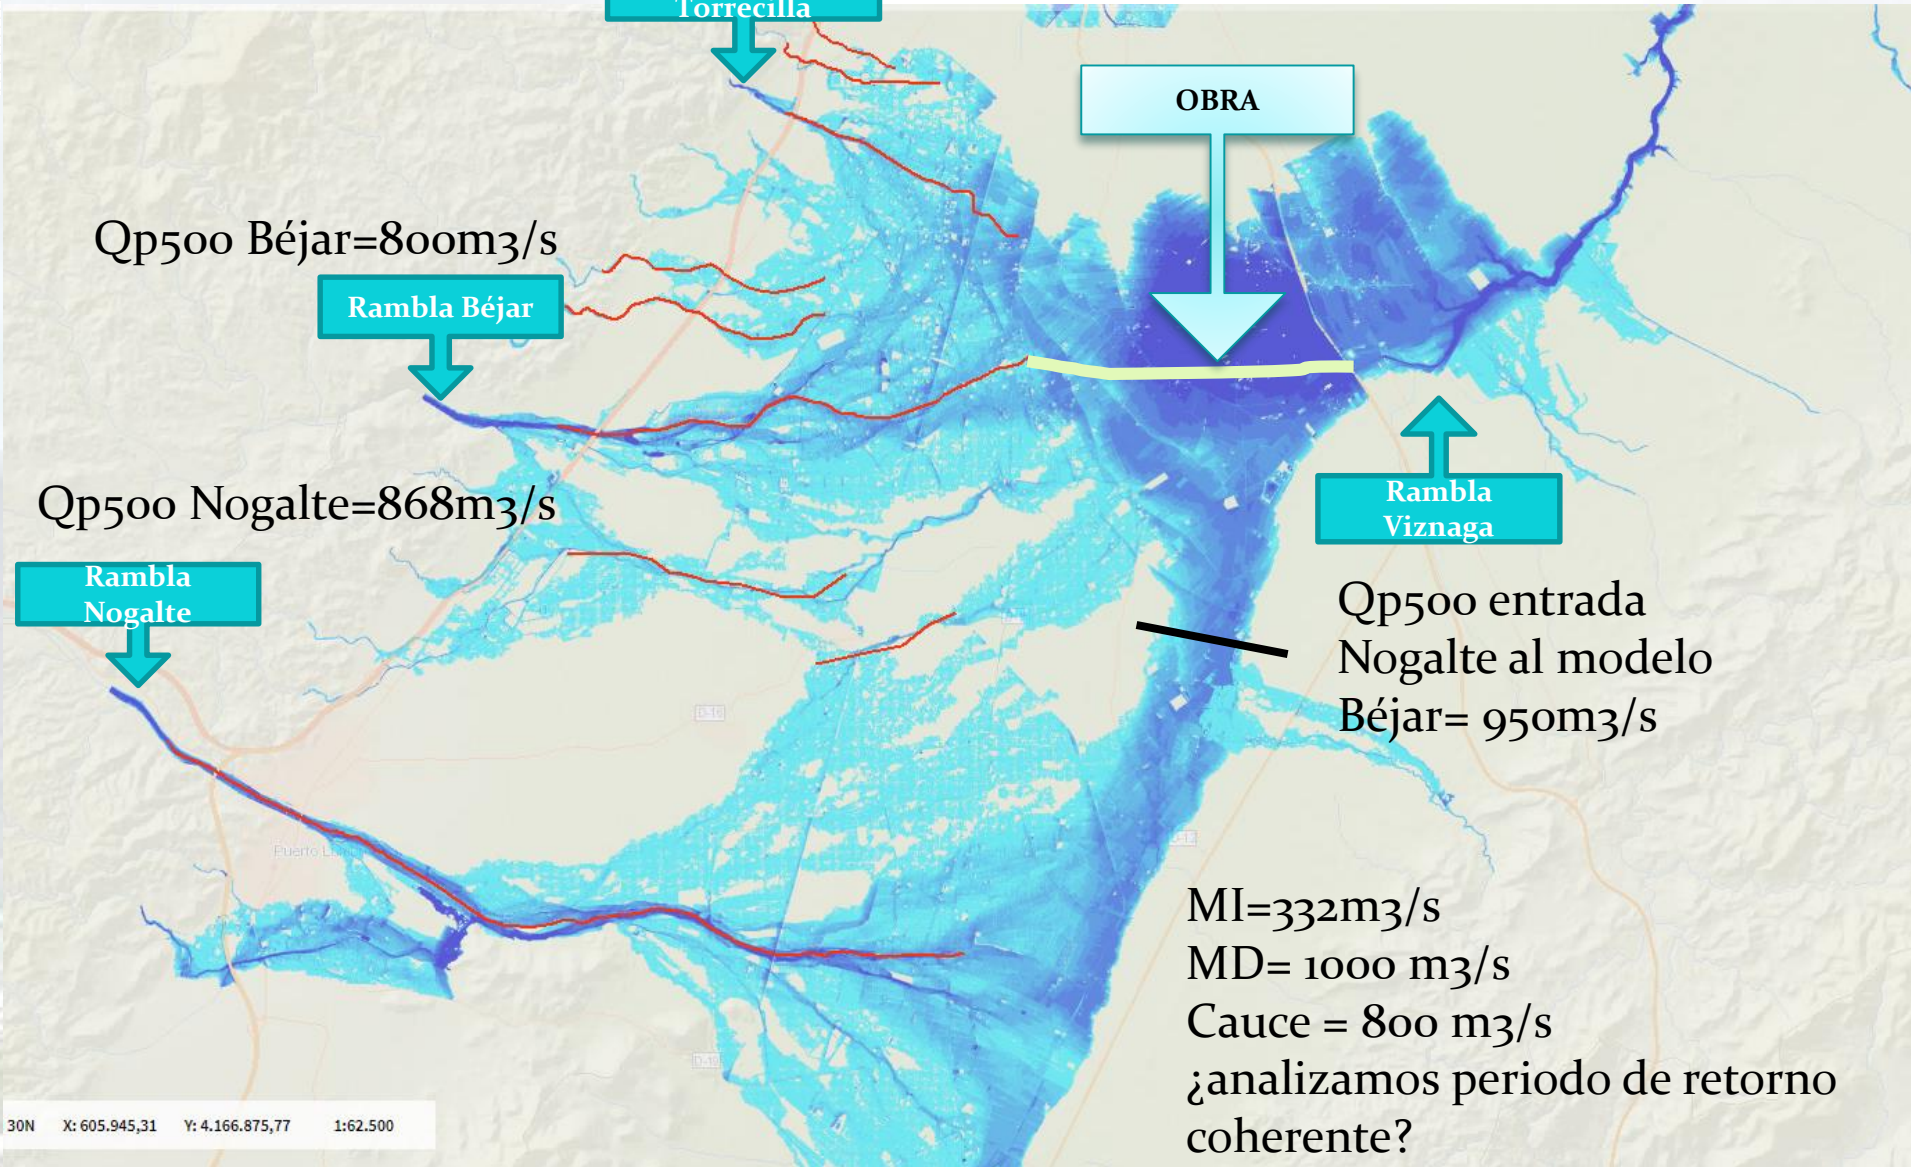 Torrecilla
OBRA
Qp500 Béjar=800m3/s
Rambla Béjar
Qp500 Nogalte=868m3/s
Rambla
Viznaga
Rambla
Nogalte
Qp500 entrada
Nogalte al modelo
Béjar= 950m3/s
D-16
MI=332m3/s
MD= 1000 m3/s
Cauce = 800 m3/s
¿analizamos periodo de retorno
coherente?
30N X: 605.945,31 Y: 4.166.875,77 1:62.500